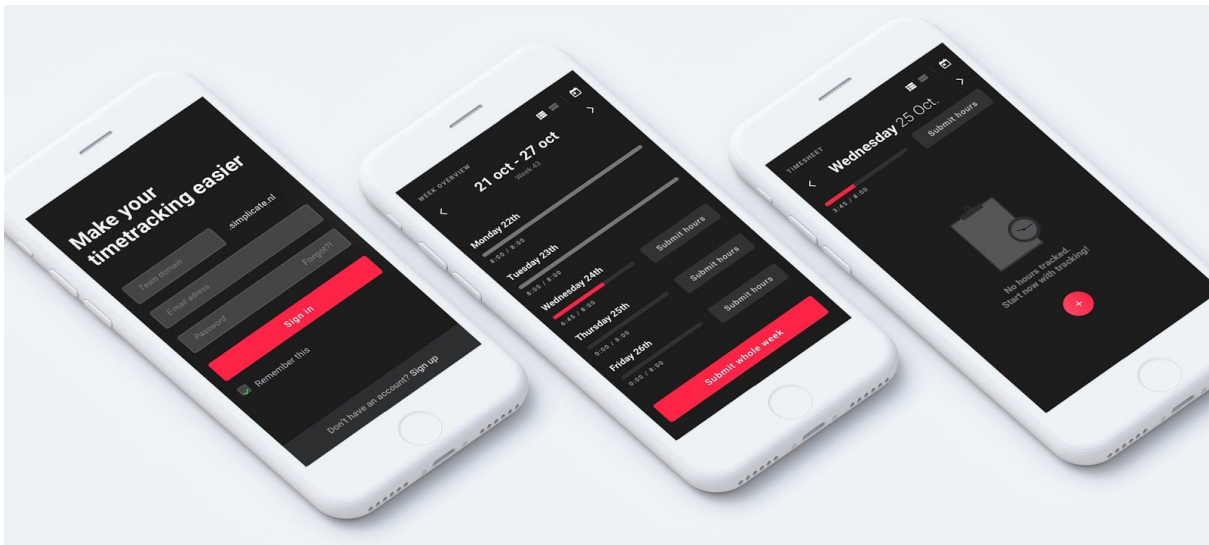 Make your
timetracking easier
Team domain
.simplicate.nl
E-mail adress
Password
Forgot?!
Sign in
Remember this
Don't have an account? Sign up
WEEK OVERVIEW
21 oct - 27 oct
Week 43
Monday 22th
8:00 / 8:00
Tuesday 23th
8:00 / 8:00
Wednesday 24th
6:45 / 8:00
Submit hours
Thursday 25th
0:00 / 8:00
Submit hours
Friday 26th
0:00 / 8:00
Submit hours
Submit whole week
TIMESHEET
Wednesday 25 Oct.
3:45 / 8:00
Submit hours
No hours tracked.
Start now with tracking!
+